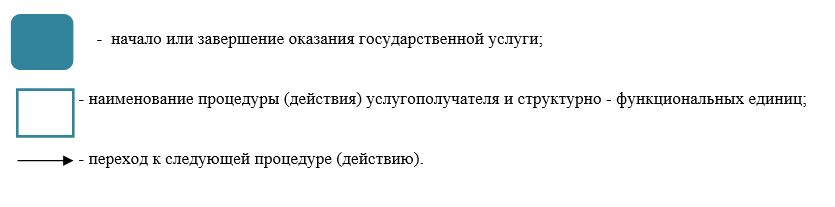 - начало или завершение оказания государственной услуги;
- наименование процедуры (действия) услугополучателя и структурно - функциональных единиц;
- переход к следующей процедуре (действию).